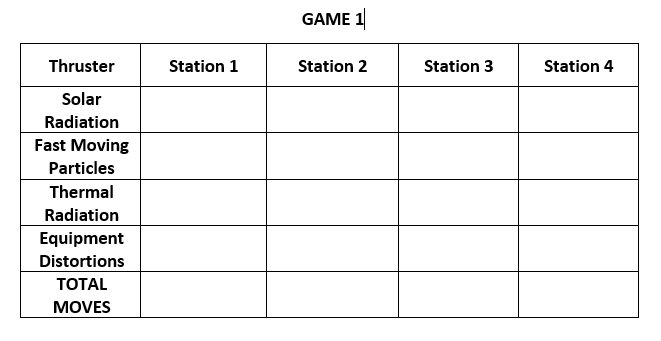 GAME 1
Thruster Station 1 Station 2 Station 3 Station 4
Solar
Radiation
Fast Moving
Particles
Thermal
Radiation
Equipment
Distortions
TOTAL
MOVES